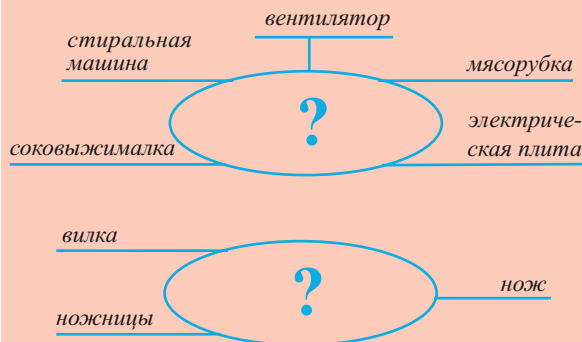 вентилятор
стиральная
машина
мясорубка
?
электриче-
ская плита
соковыжималка
вилка
?
нож
ножницы